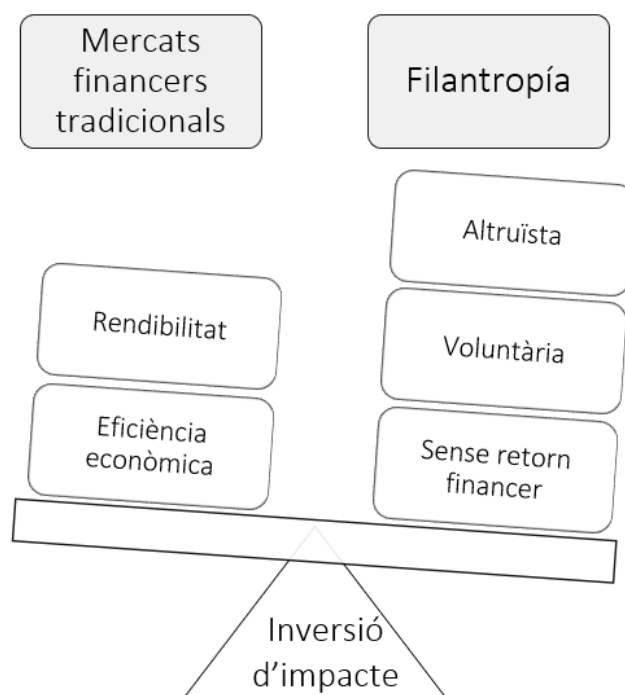 Mercats
financers
tradicionals
Filantropía
Altruïsta
Rendibilitat
Voluntària
Eficiència
econòmica
Sense retorn
financer
Inversió
d’impacte